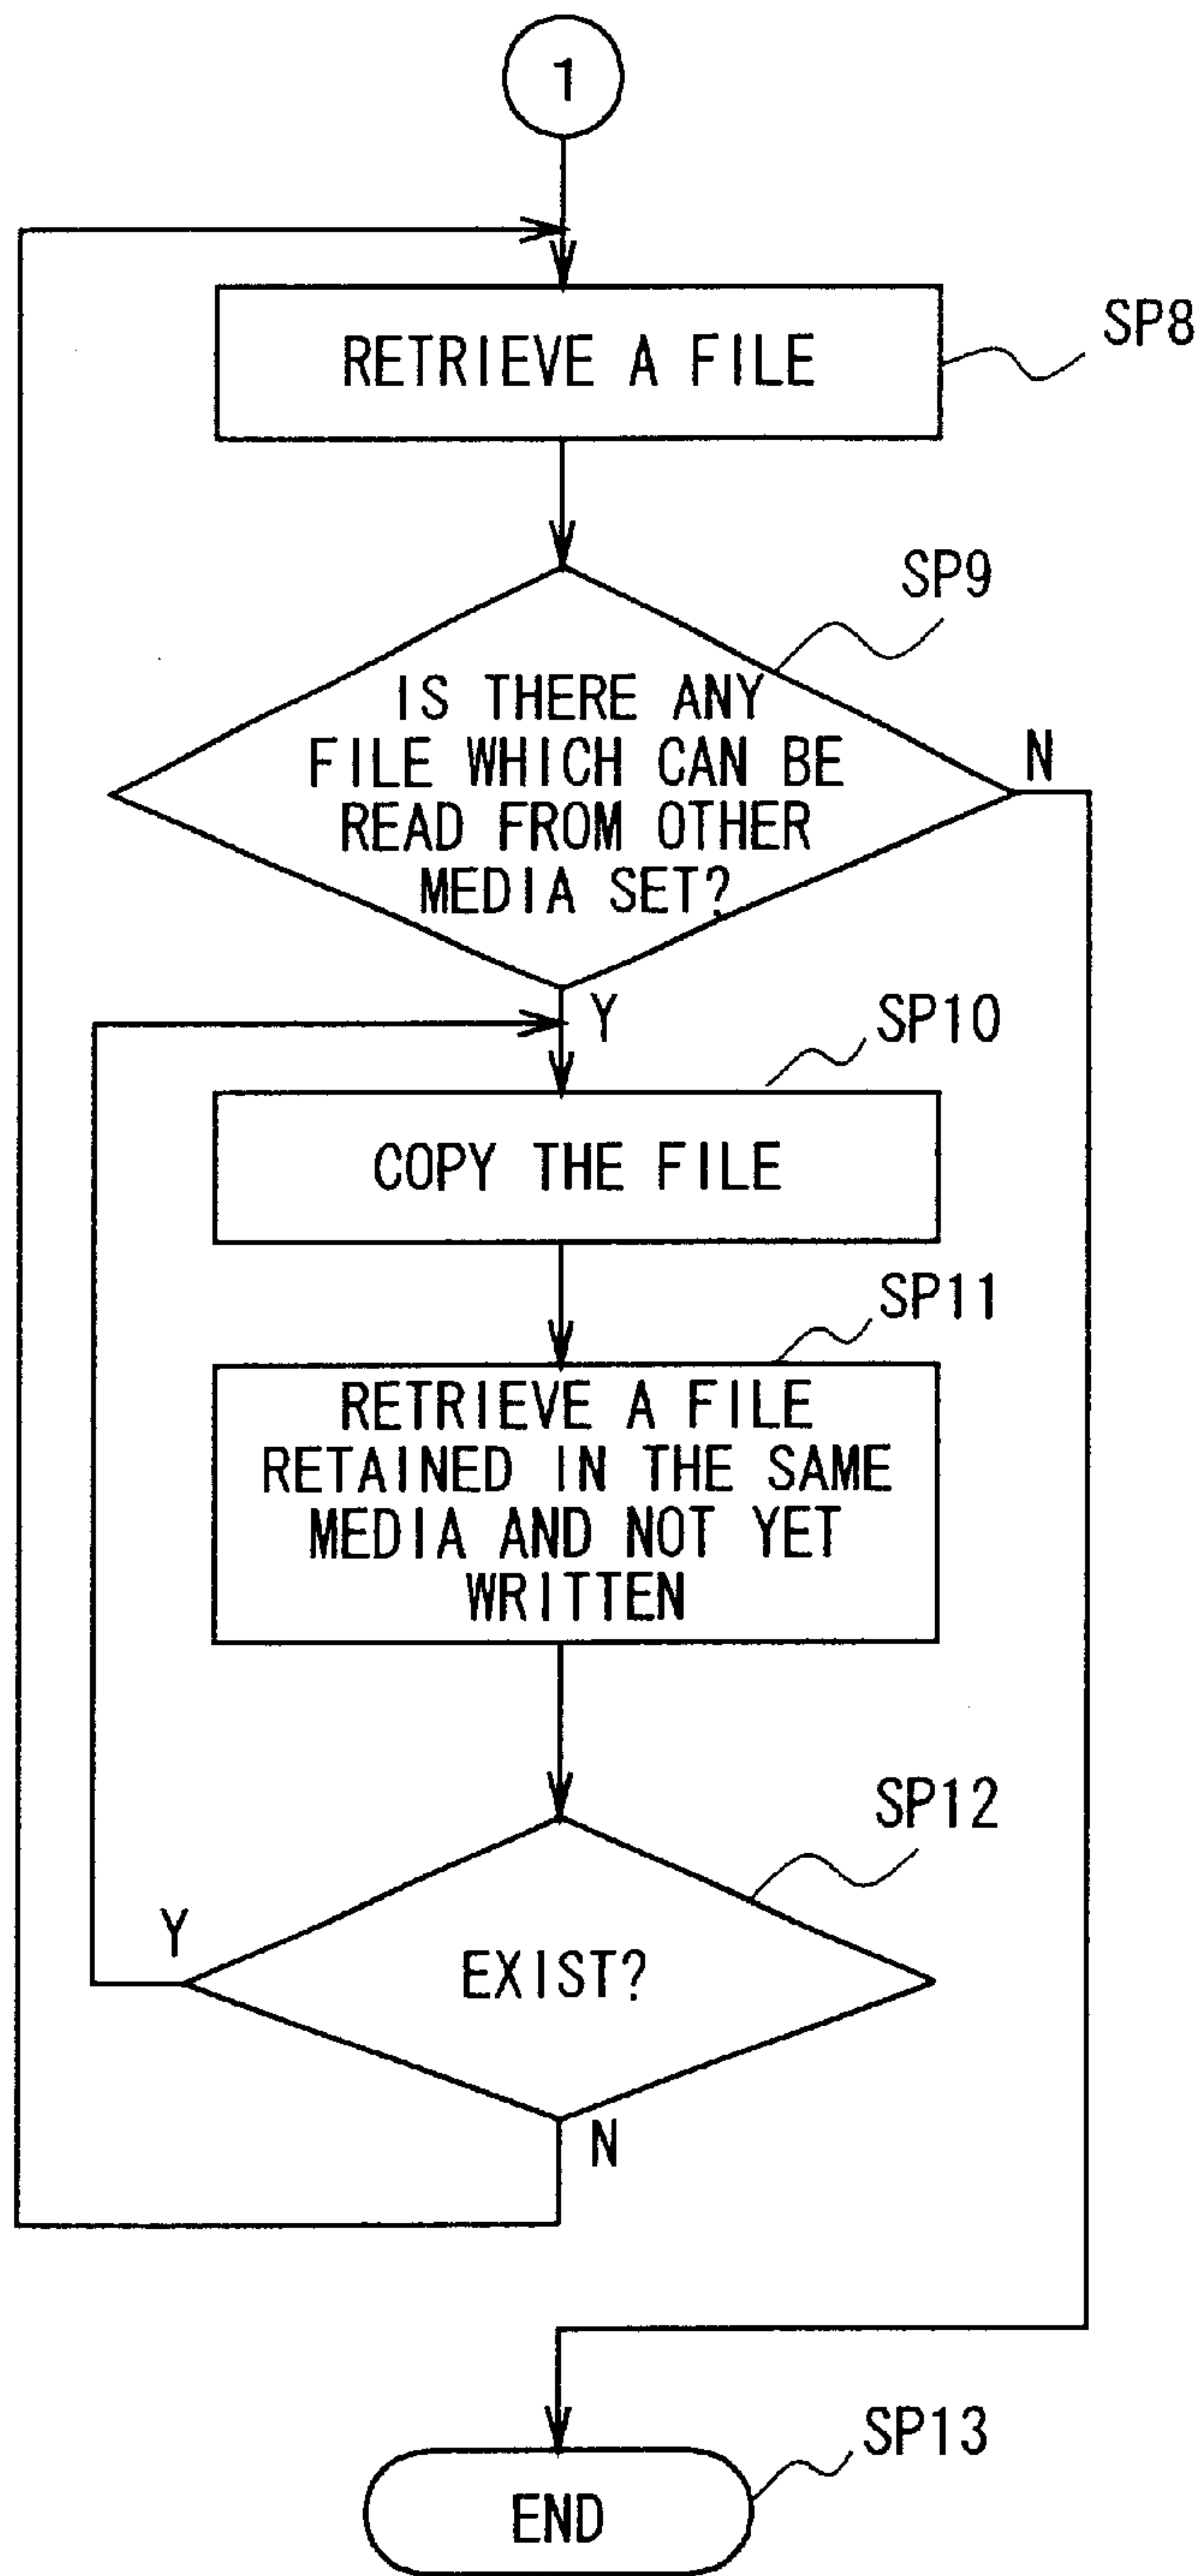 1
RETRIEVE A FILE
SP8
SP9
IS THERE ANY
FILE WHICH CAN BE
READ FROM OTHER
MEDIA SET?
N
Y
SP10
COPY THE FILE
SP11
RETRIEVE A FILE
RETAINED IN THE SAME
MEDIA AND NOT YET
WRITTEN
SP12
Y
EXIST?
N
SP13
END